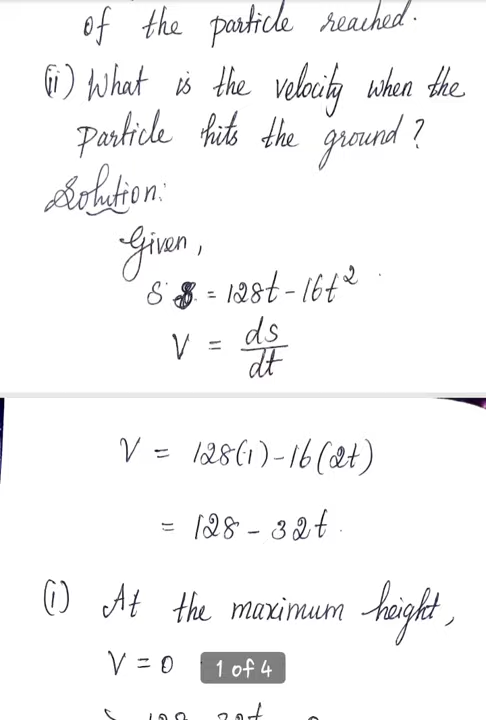 of the particle reached.
(ii) What is the velocity when the
Particle hits the ground?
Solution:
Given,
S = 128t - 16t²
V = ds/dt
V = 128(1) - 16(2t)
= 128 - 32t.
(i) At the maximum height,
V = 0
1 of 4